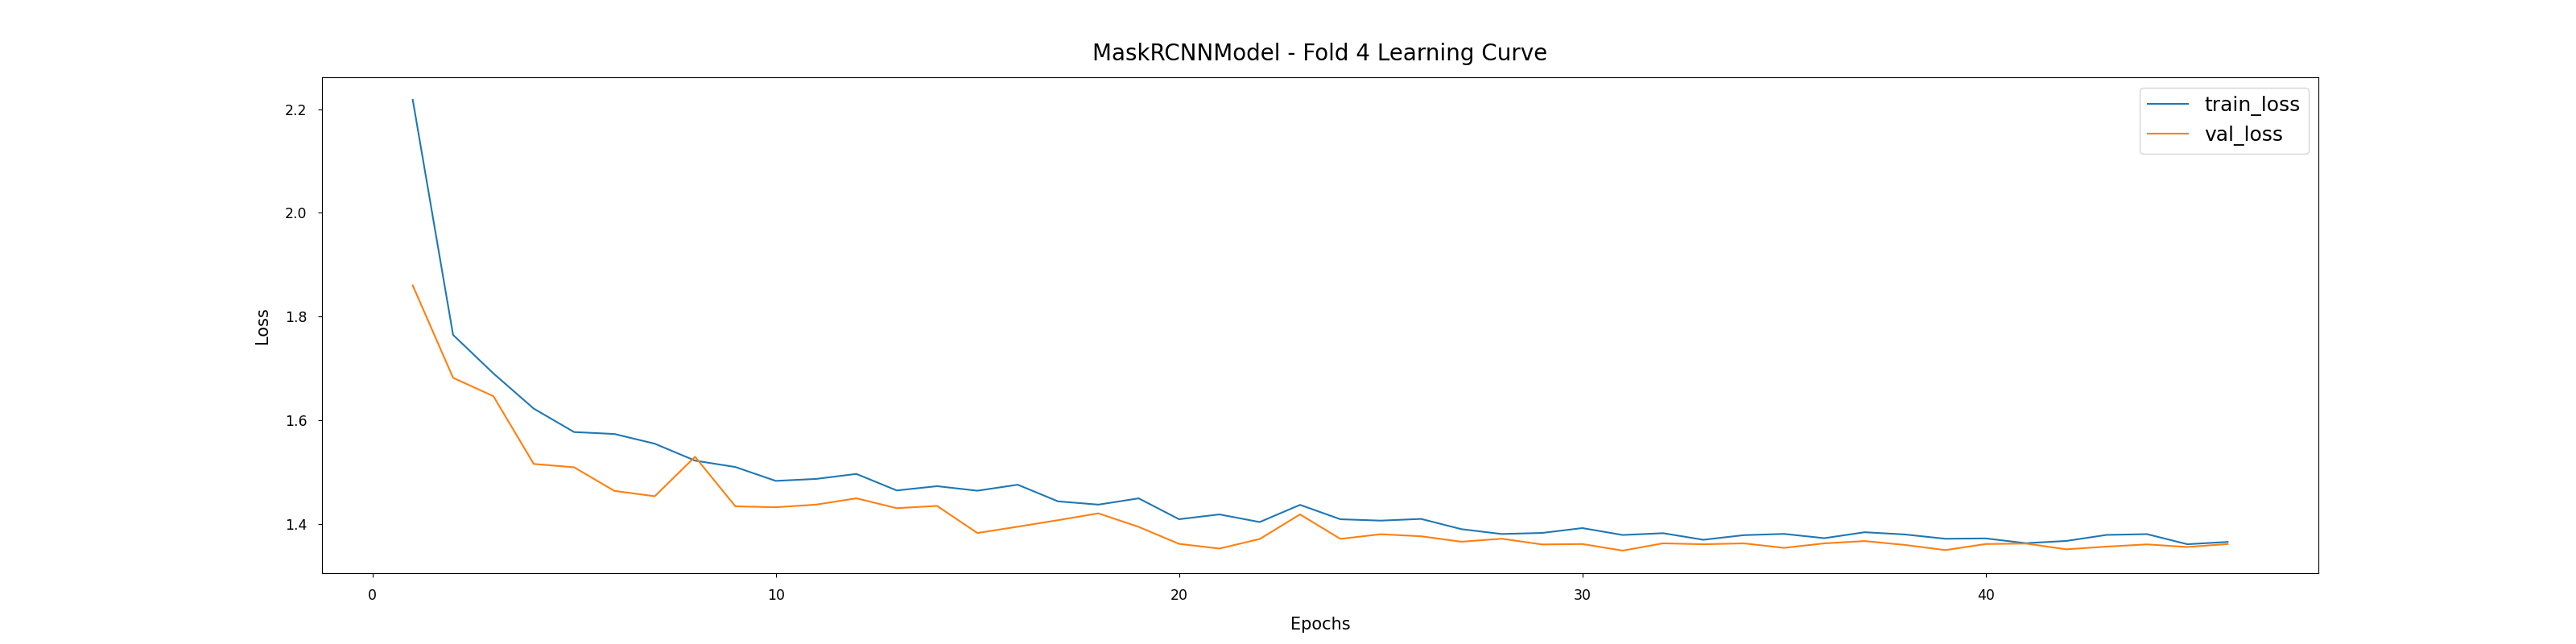 MaskRCNNModel - Fold 4 Learning Curve
train_loss
val_loss
2.2
2.0
1.8
1.6
1.4
Loss
0 10 20 30 40
Epochs